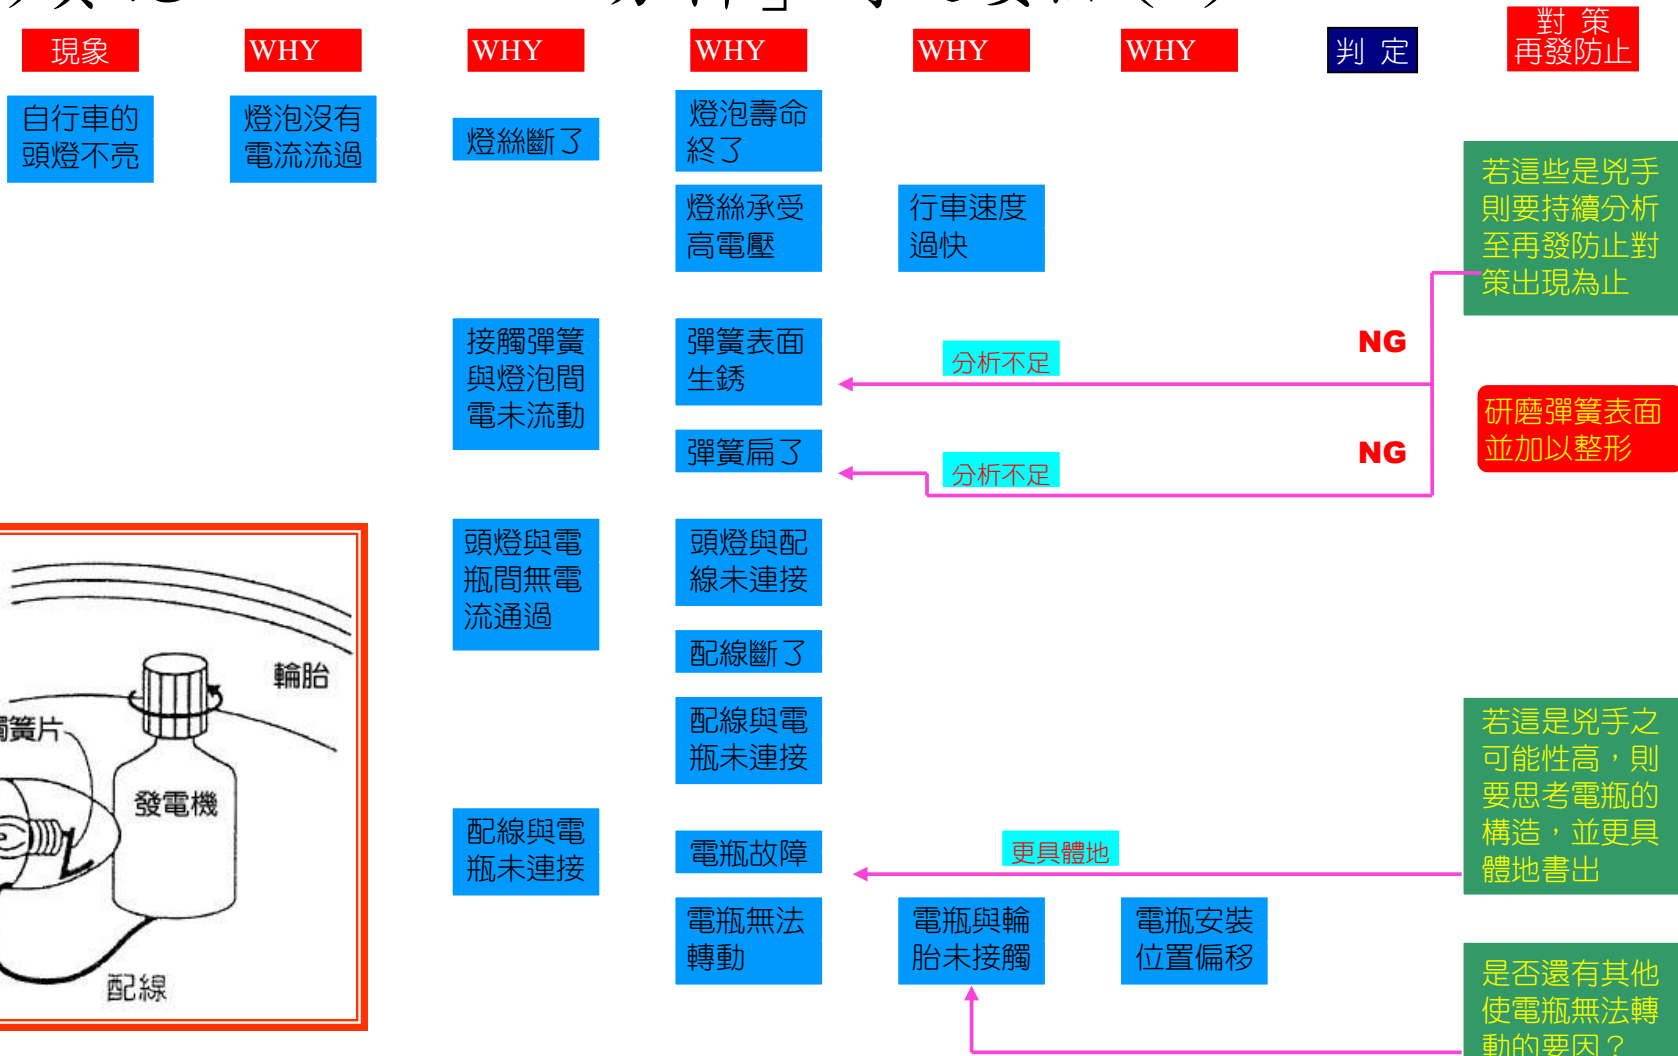 現象
WHY
WHY
WHY
WHY
WHY
判 定
對 策
再發防止
自行車的
頭燈不亮
燈泡沒有
電流流過
燈絲斷了
燈泡壽命
終了
燈絲承受
高電壓
行車速度
過快
若這些是兇手
則要持續分析
至再發防止對
策出現為止
接觸彈簧
與燈泡間
電未流動
彈簧表面
生銹
分析不足
NG
彈簧扁了
分析不足
NG
研磨彈簧表面
並加以整形
頭燈與電
瓶間無電
流通過
頭燈與配
線未連接
配線斷了
配線與電
瓶未連接
輪胎
簧片
發電機
配線
配線與電
瓶未連接
電瓶故障
更具體地
若這是兇手之
可能性高，則
要思考電瓶的
構造，並更具
體地書出
電瓶無法
轉動
電瓶與輪
胎未接觸
電瓶安裝
位置偏移
是否還有其他
使電瓶無法轉
動的要因？